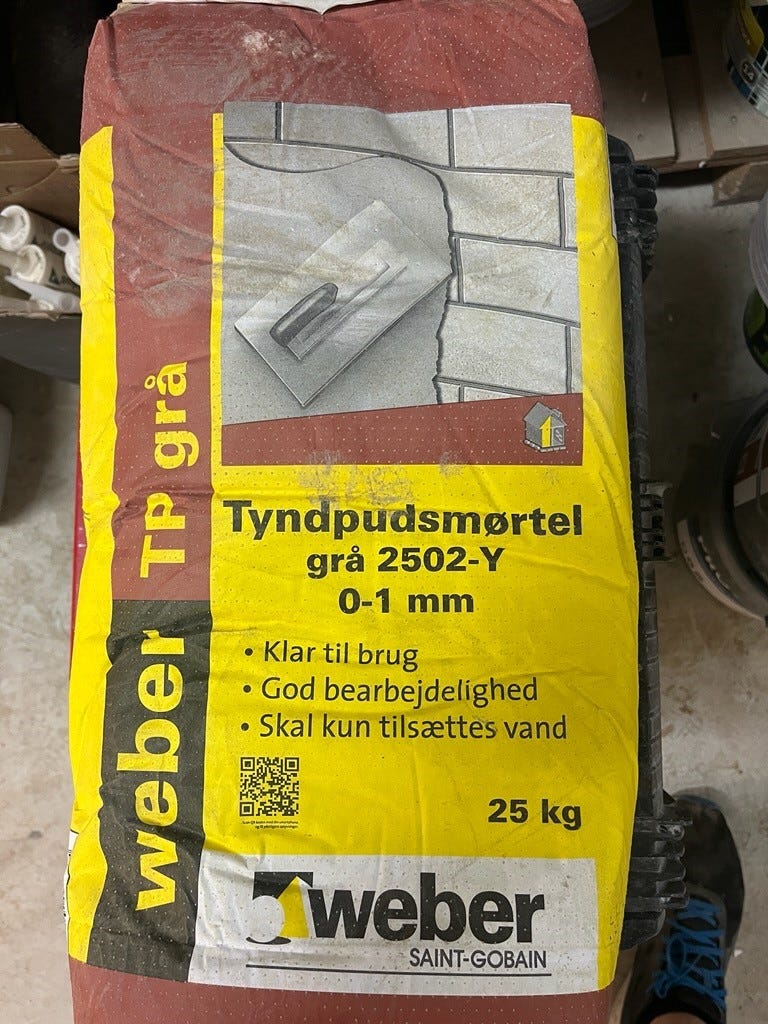 weber TP grå
Tyndpudsmørtel
grå 2502-Y
0-1 mm
• Klar til brug
• God bearbejdelighed
• Skal kun tilsættes vand
25 kg
weber
SAINT-GOBAIN